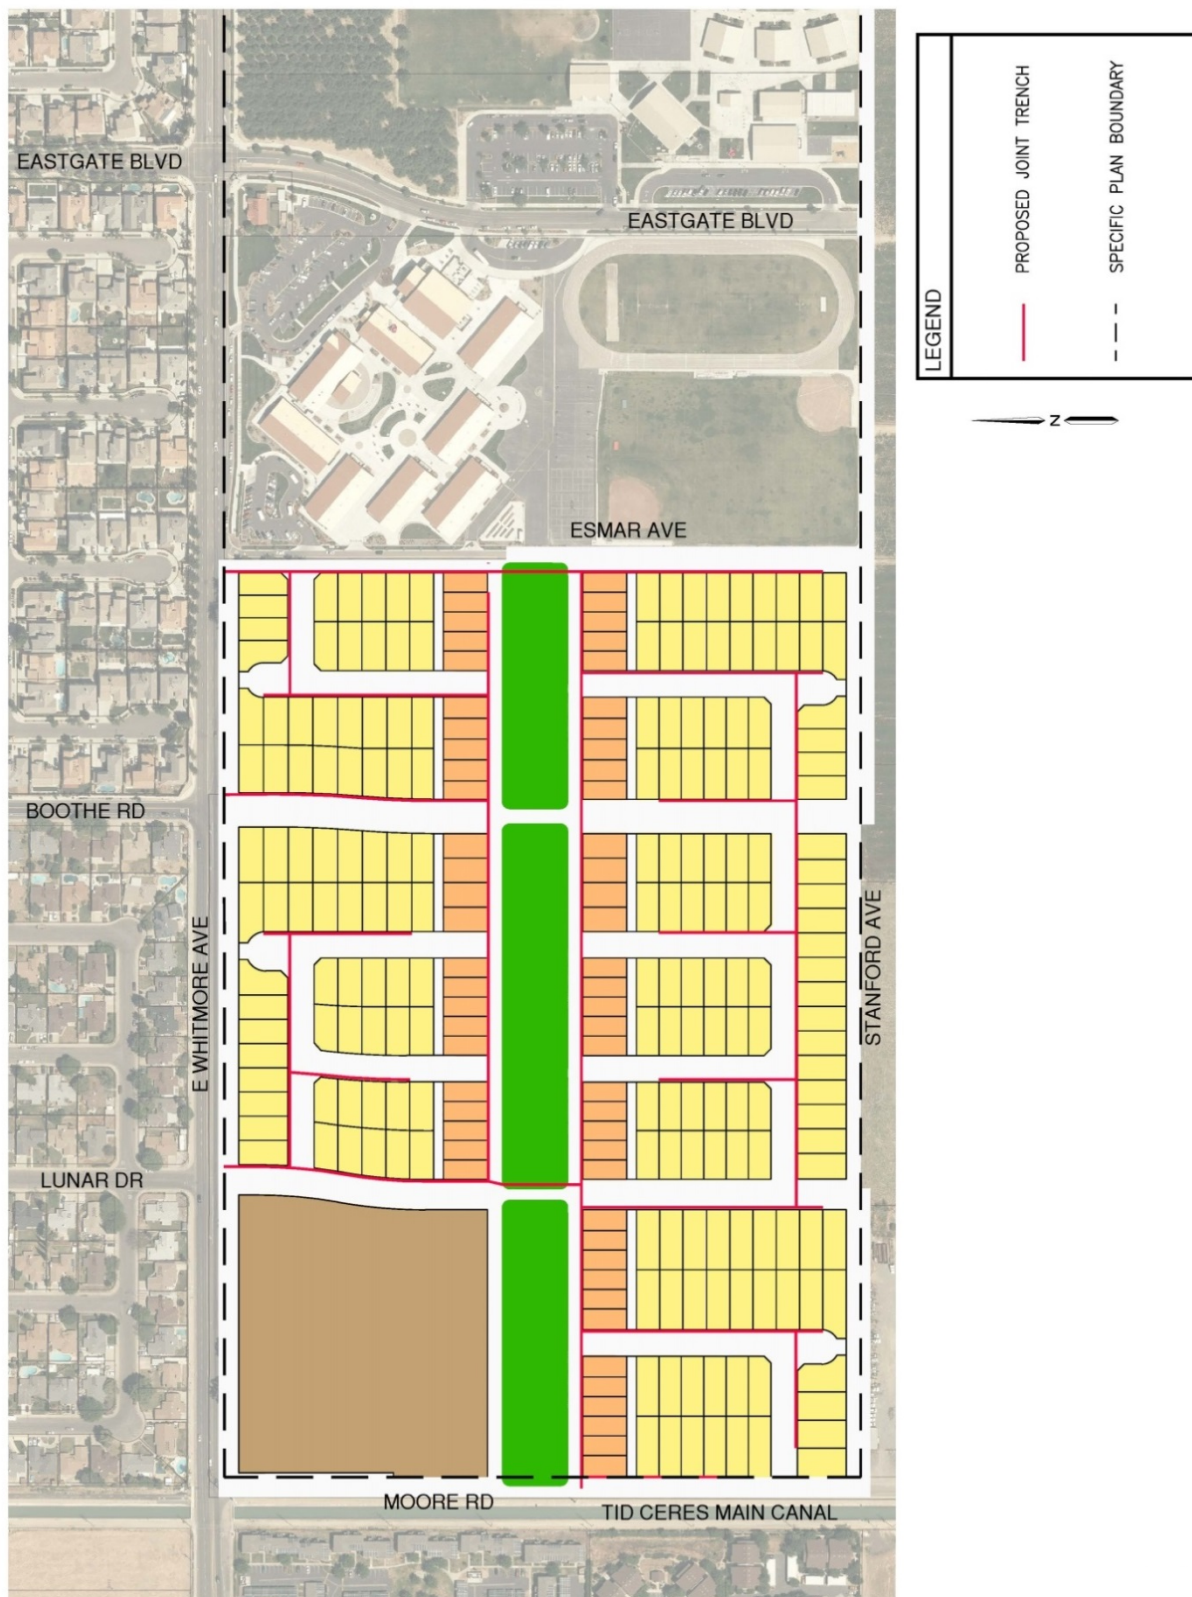 EASTGATE BLVD
EASTGATE BLVD
ESMAR AVE
BOOTHE RD
E WHITMORE AVE
STANFORD AVE
LUNAR DR
MOORE RD
TID CERES MAIN CANAL
LEGEND
PROPOSED JOINT TRENCH
SPECIFIC PLAN BOUNDARY
N